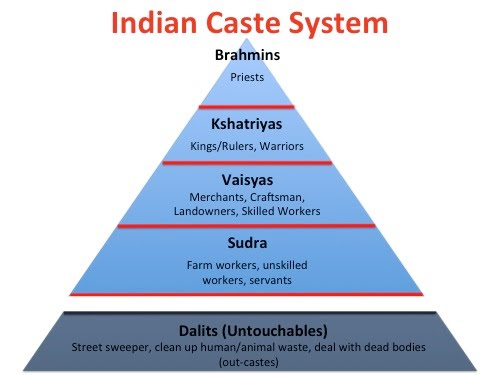 Indian Caste System
Brahmins
Priests
Kshatriyas
Kings/Rulers, Warriors
Vaisyas
Merchants, Craftsman,
Landowners, Skilled Workers
Sudra
Farm workers, unskilled
workers, servants
Dalits (Untouchables)
Street sweeper, clean up human/animal waste, deal with dead bodies
(out-castes)